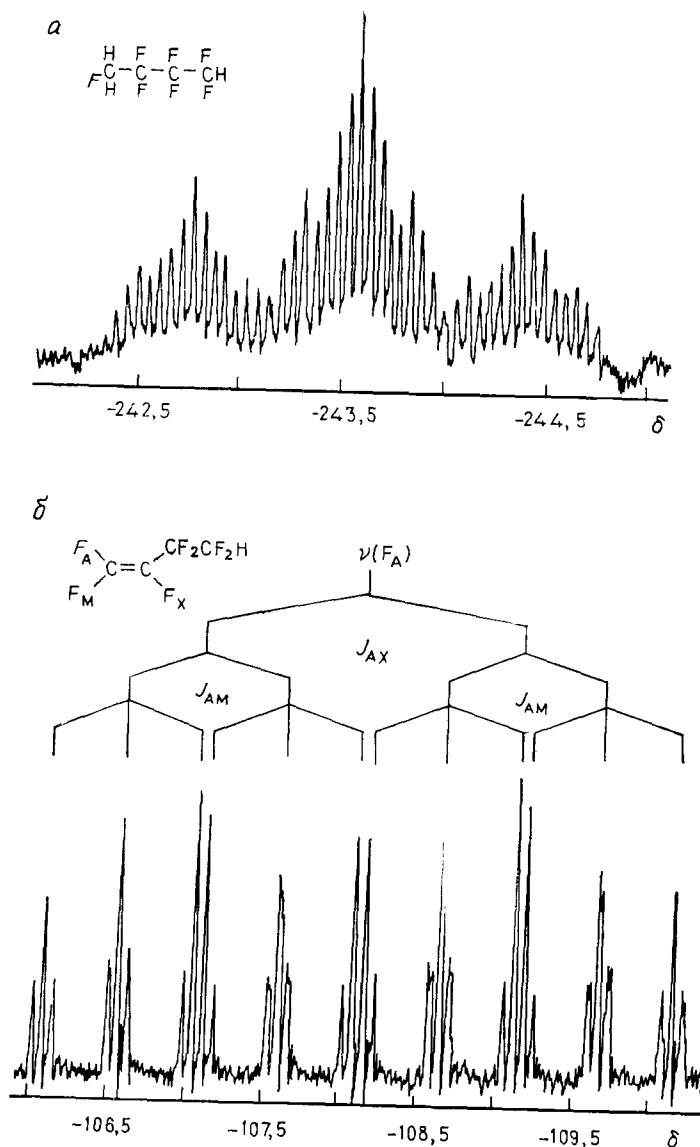 а
H F F F
FC — C — C — CH
H F F F
-242,5 -243,5 -244,5 δ
б
F_A CF₂CF₂H
C = C
F_M F_X
ν(F_A)
J_AX
J_AM J_AM
-106,5 -107,5 -108,5 -109,5 δ